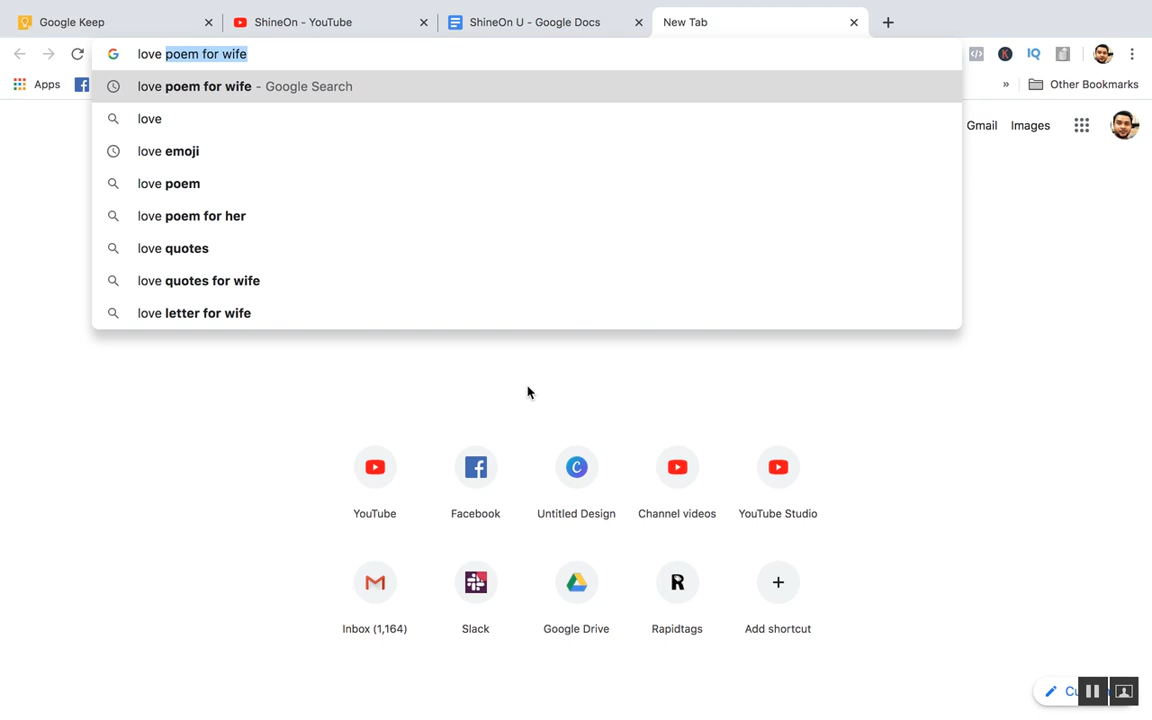 Google Keep
ShineOn - YouTube
ShineOn U - Google Docs
New Tab
love poem for wife
K
IQ
Apps
»
Other Bookmarks
love poem for wife - Google Search
love
love emoji
love poem
love poem for her
love quotes
love quotes for wife
love letter for wife
Gmail
Images
YouTube
Facebook
Untitled Design
Channel videos
YouTube Studio
Inbox (1,164)
Slack
Google Drive
Rapidtags
Add shortcut